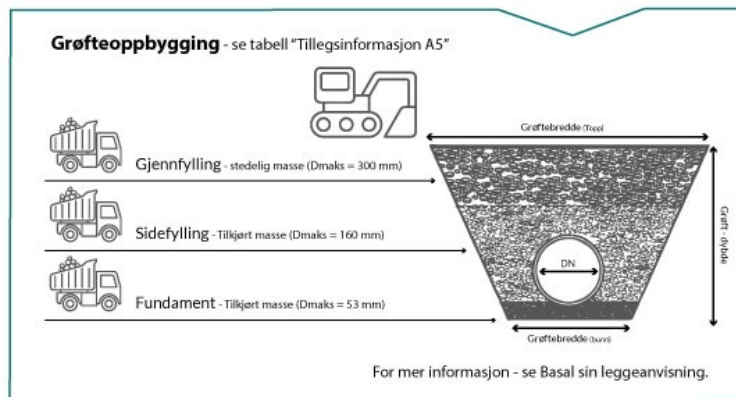 Grøfteoppbygging - se tabell "Tillegsinformasjon A5"
Grøftebredde (Topp)
Gjennfylling - stedelig masse (Dmaks = 300 mm)
Sidefylling - Tilkjørt masse (Dmaks = 160 mm)
Grøft - dybde
DN
Fundament - Tilkjørt masse (Dmaks = 53 mm)
Grøftebredde (bunn)
For mer informasjon - se Basal sin leggeanvisning.